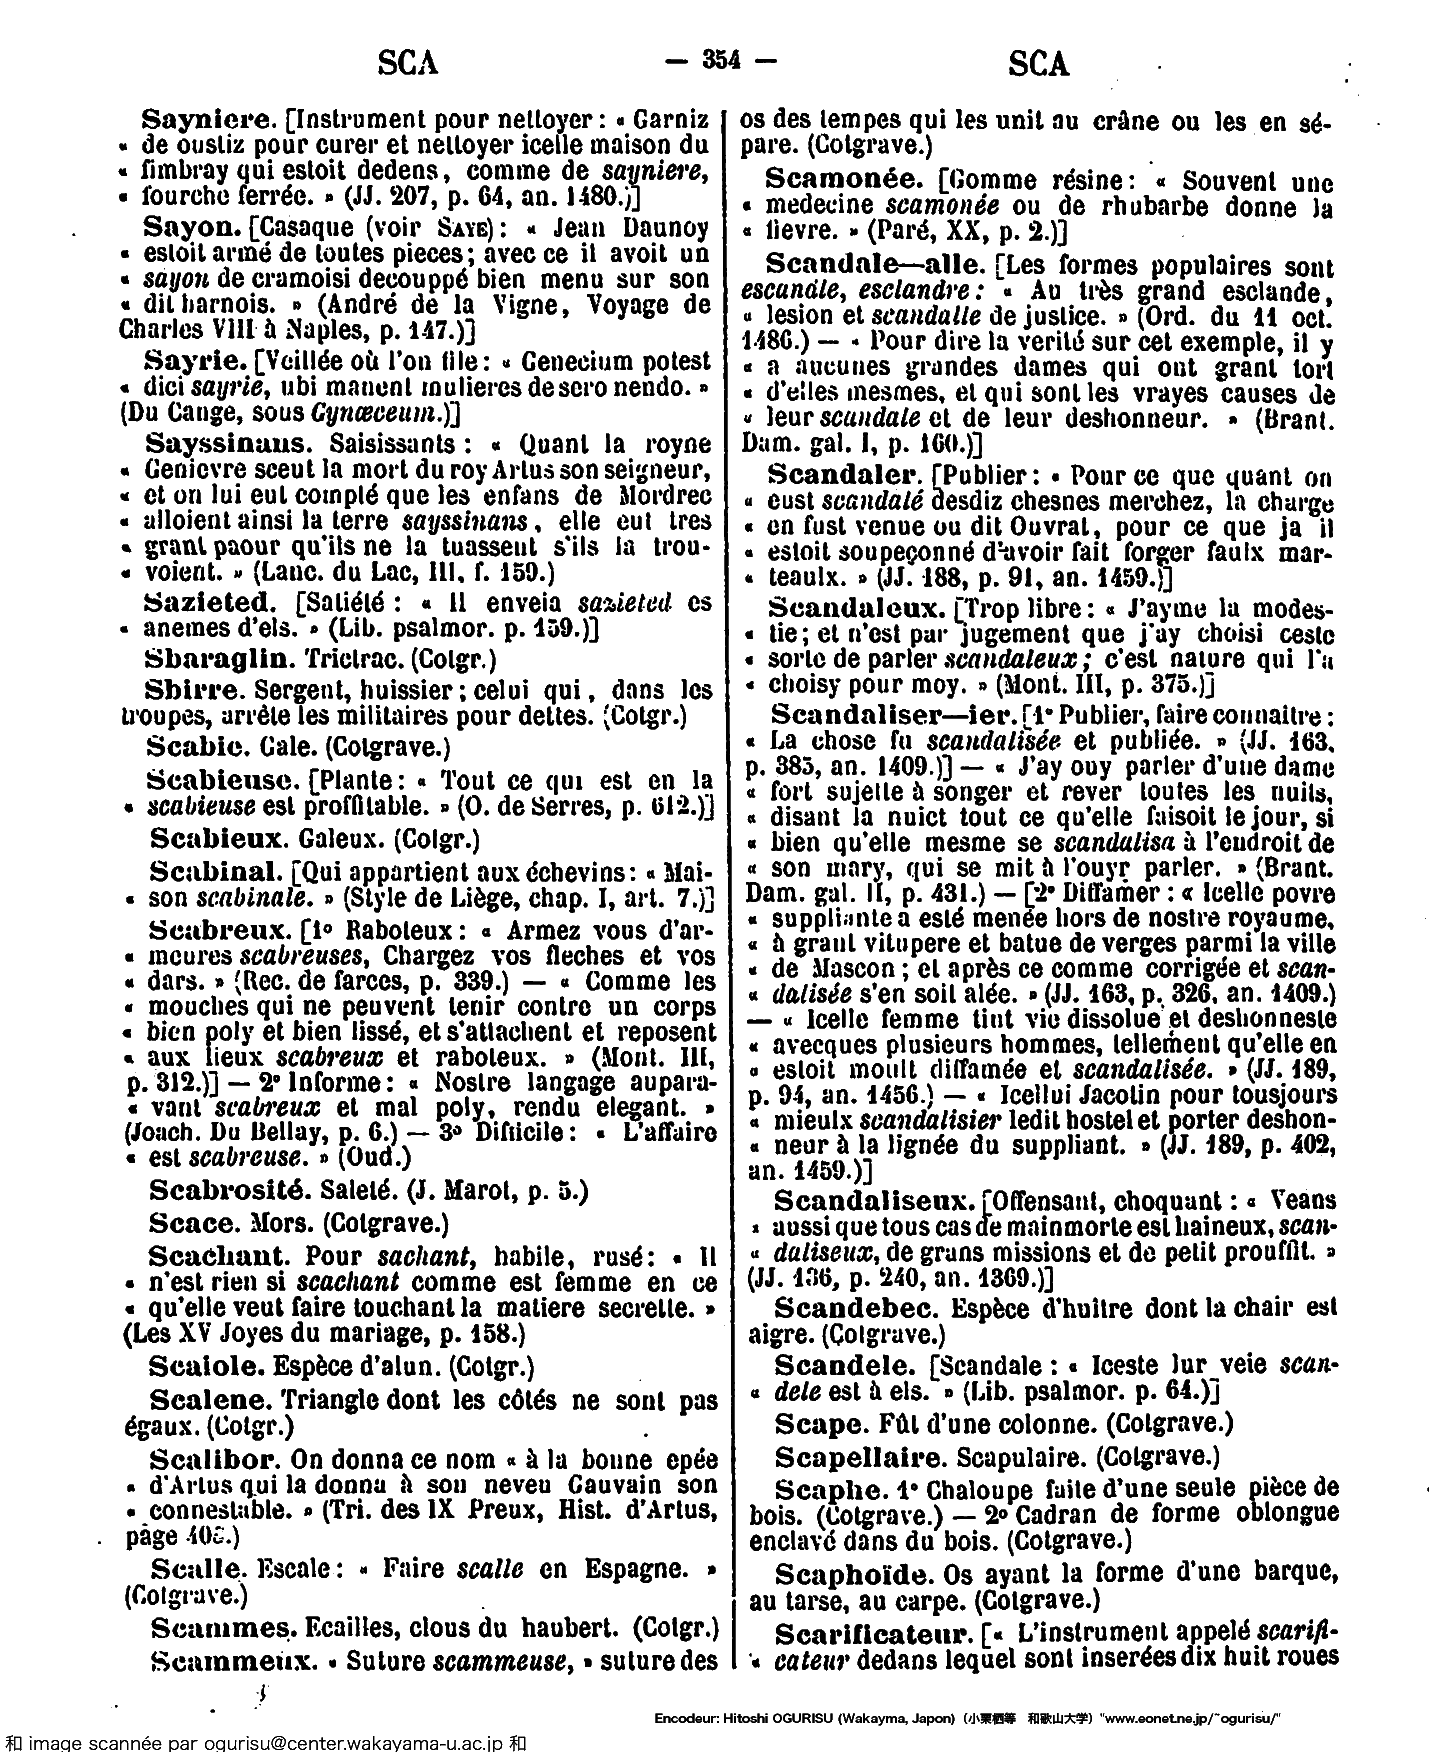 SCA — 354 — SCA
Sayniere. [Instrument pour nettoyer : « Garniz
« de oustiz pour curer et nettoyer icelle maison du
« fimbray qui estoit dedens, comme de sayniere,
« fourche ferrée. » (JJ. 207, p. 64, an. 1480.)]
Sayon. [Casaque (voir SAYE) : « Jean Daunoy
« estoit armé de toutes pieces ; avec ce il avoit un
« sayon de cramoisi decouppé bien menu sur son
« dit harnois. » (André de la Vigne, Voyage de
Charles VIII à Naples, p. 147.)]
Sayrie. [Veillée où l'on file : « Genecium potest
« dici sayrie, ubi manent mulieres de sero nendo. »
(Du Cange, sous Gynœceum.)]
Sayssinans. Saisissants : « Quant la royne
« Genievre sceut la mort du roy Artus son seigneur,
« et on lui eut compté que les enfans de Mordrec
« alloient ainsi la terre sayssinans, elle eut tres
« grant paour qu'ils ne la tuassent s'ils la trou-
« voient. » (Lanc. du Lac, III, f. 159.)
Sazieted. [Satiété : « Il enveia sazieted es
« anemes d'els. » (Lib. psalmor. p. 159.)]
Sbaraglin. Trictrac. (Cotgr.)
Sbirre. Sergent, huissier ; celui qui, dans les
troupes, arrête les militaires pour dettes. (Cotgr.)
Scabie. Gale. (Cotgrave.)
Scabieuse. [Plante : « Tout ce qui est en la
« scabieuse est proffitable. » (O. de Serres, p. 612.)]
Scabieux. Galeux. (Cotgr.)
Scabinal. [Qui appartient aux échevins : « Mai-
« son scabinale. » (Style de Liège, chap. I, art. 7.)]
Scabreux. [1° Raboteux : « Armez vous d'ar-
« meures scabreuses, Chargez vos fleches et vos
« dars. » (Rec. de farces, p. 339.) — « Comme les
« mouches qui ne peuvent tenir contre un corps
« bien poly et bien lissé, et s'attachent et reposent
« aux lieux scabreux et raboteux. » (Mont. III,
p. 312.)] — 2° Informe : « Nostre langage aupara-
« vant scabreux et mal poly, rendu elegant. »
(Joach. Du Bellay, p. 6.) — 3° Difficile : « L'affaire
« est scabreuse. » (Oud.)
Scabrosité. Saleté. (J. Marot, p. 5.)
Scace. Mors. (Cotgrave.)
Scachant. Pour sachant, habile, rusé : « Il
« n'est rien si scachant comme est femme en ce
« qu'elle veut faire touchant la matiere secrette. »
(Les XV Joyes du mariage, p. 158.)
Scaiole. Espèce d'alun. (Cotgr.)
Scalene. Triangle dont les côtés ne sont pas
égaux. (Cotgr.)
Scalibor. On donna ce nom « à la bonne epée
« d'Artus qui la donna à son neveu Gauvain son
« connestable. » (Tri. des IX Preux, Hist. d'Artus,
page
Scalle. Escale : « Faire scalle en Espagne. »
(Cotgrave.)
Scammes. Ecailles, clous du haubert. (Cotgr.)
Scammeux. « Suture scammeuse, » suture des
os des tempes qui les unit au crâne ou les en sé-
pare. (Cotgrave.)
Scamonée. [Gomme résine : « Souvent une
« medecine scamonée ou de rhubarbe donne la
« fievre. » (Paré, XX, p. 2.)]
Scandale—alle. [Les formes populaires sont
escandle, esclandre : « Au très grand esclande,
« lesion et scandalle de justice. » (Ord. du 11 oct.
1486.) — « Pour dire la verité sur cet exemple, il y
« a aucunes grandes dames qui ont grant tort
« d'elles mesmes, et qui sont les vrayes causes de
« leur scandale et de leur deshonneur. » (Brant.
Dam. gal. I, p. 160.)]
Scandaler. [Publier : « Pour ce que quant on
« eust scandalé desdiz chesnes merchez, la charge
« en fust venue ou dit Ouvrat, pour ce que ja il
« estoit soupeçonné d'avoir fait forger faulx mar-
« teaulx. » (JJ. 188, p. 91, an. 1459.)]
Scandaleux. [Trop libre : « J'ayme la modes-
« tie ; et n'est par jugement que j'ay choisi ceste
« sorte de parler scandaleux ; c'est nature qui l'a
« choisy pour moy. » (Mont. III, p. 375.)]
Scandaliser—ier. [1° Publier, faire connaitre :
« La chose fu scandalisée et publiée. » (JJ. 163,
p. 385, an. 1409.)] — « J'ay ouy parler d'une dame
« fort sujette à songer et rever toutes les nuits,
« disant la nuict tout ce qu'elle faisoit le jour, si
« bien qu'elle mesme se scandalisa à l'endroit de
« son mary, qui se mit à l'ouyr parler. » (Brant.
Dam. gal. II, p. 431.) — [2° Diffamer : « Icelle povre
« suppliante a esté menée hors de nostre royaume,
« à grant vitupere et batue de verges parmi la ville
« de Mascon ; et après ce comme corrigée et scan-
« dalisée s'en soit alée. » (JJ. 163, p. 326, an. 1409.)
— « Icelle femme tint vie dissolue et deshonneste
« avecques plusieurs hommes, tellement qu'elle en
« estoit moult diffamée et scandalisée. » (JJ. 189,
p. 94, an. 1456.) — « Icellui Jacotin pour tousjours
« mieulx scandalisier ledit hostel et porter deshon-
« neur à la lignée du suppliant. » (JJ. 189, p. 402,
an. 1459.)]
Scandaliseux. [Offensant, choquant : « Veans
« aussi que tous cas de mainmorte est haineux, scan-
« daliseux, de grans missions et de petit prouffit. »
(JJ. 136, p. 240, an. 1369.)]
Scandebec. Espèce d'huître dont la chair est
aigre. (Cotgrave.)
Scandele. [Scandale : « Iceste lur veie scan-
« dele est à els. » (Lib. psalmor. p. 64.)]
Scape. Fût d'une colonne. (Cotgrave.)
Scapellaire. Scapulaire. (Cotgrave.)
Scaphe. 1° Chaloupe faite d'une seule pièce de
bois. (Cotgrave.) — 2° Cadran de forme oblongue
enclavé dans du bois. (Cotgrave.)
Scaphoïde. Os ayant la forme d'une barque,
au tarse, au carpe. (Cotgrave.)
Scarificateur. [« L'instrument appelé scarifi-
« cateur dedans lequel sont inserées dix huit roues
Encodeur: Hitoshi OGURISU (Wakayma, Japon) (小栗栖等 和歌山大学) "www.eonet.ne.jp/~ogurisu/"
和 image scannée par ogurisu@center.wakayama-u.ac.jp 和